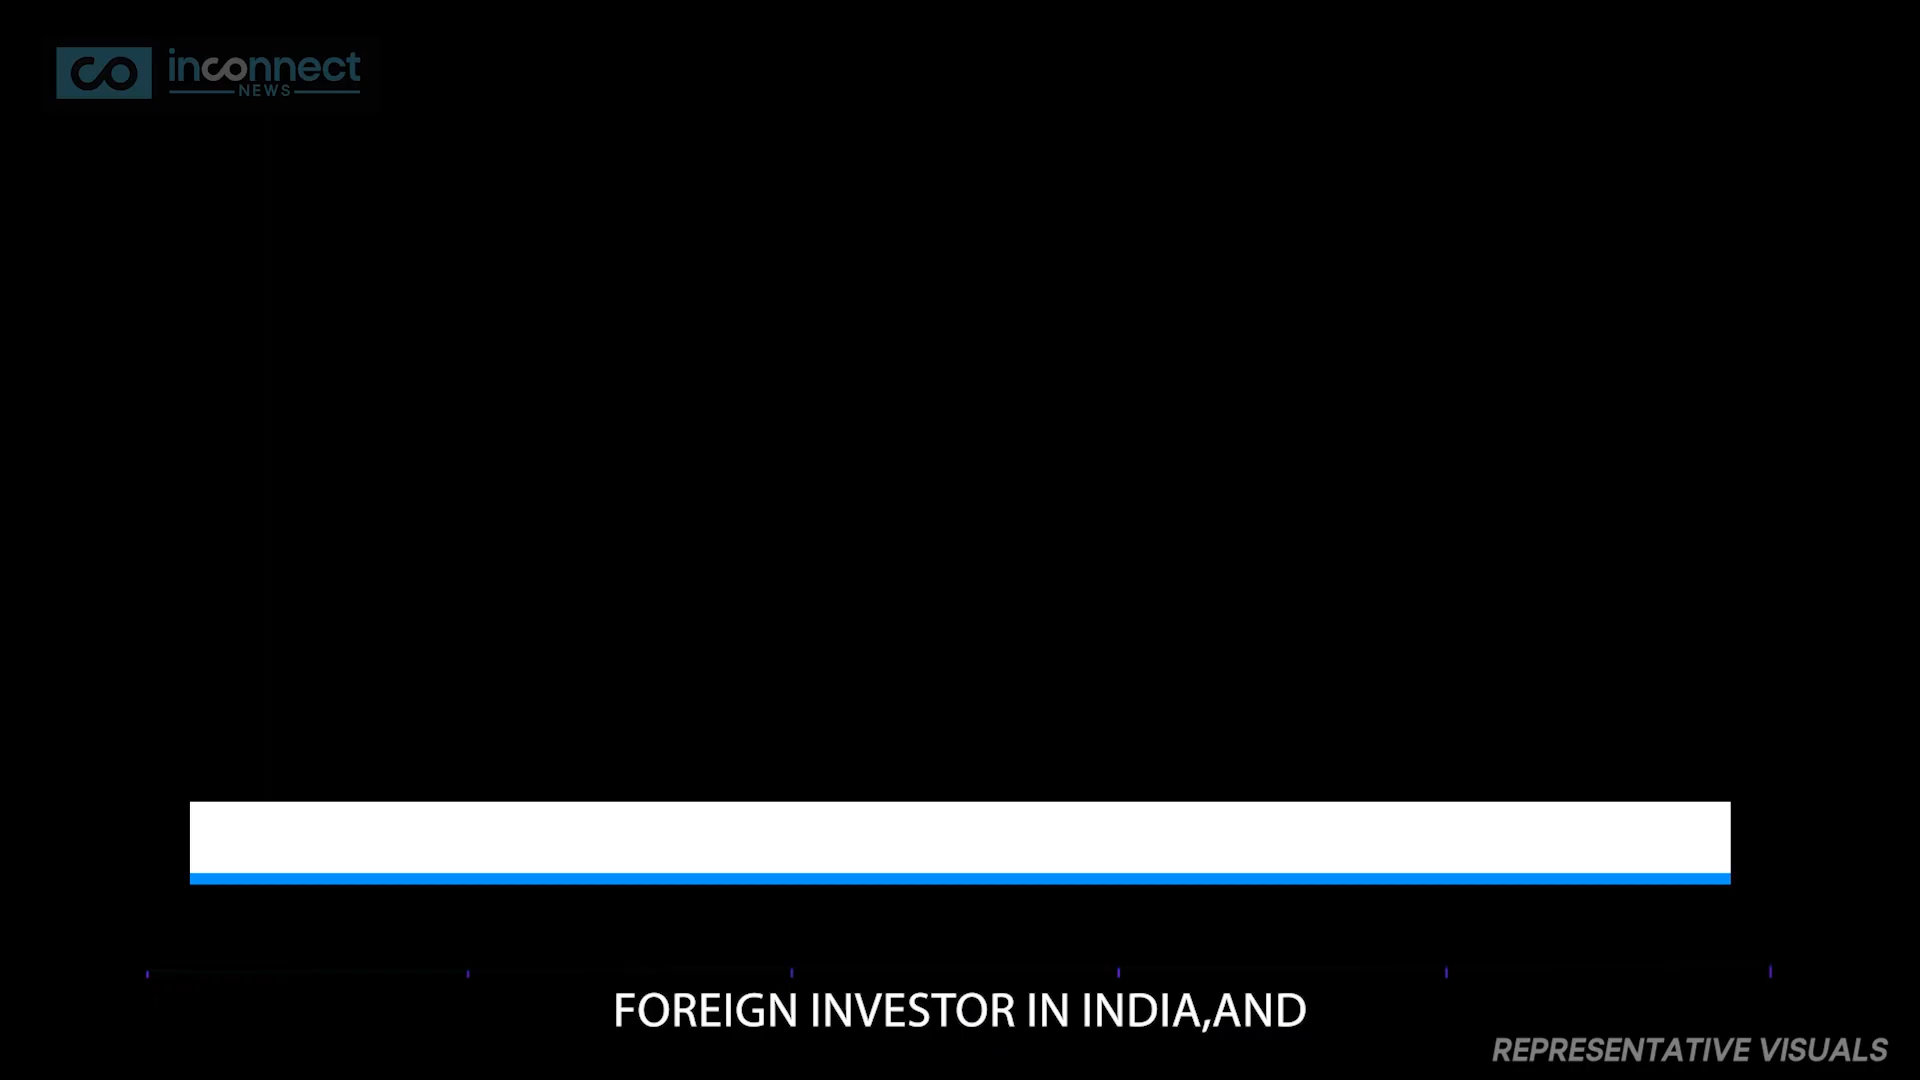 inconnect
NEWS
FOREIGN INVESTOR IN INDIA,AND
REPRESENTATIVE VISUALS